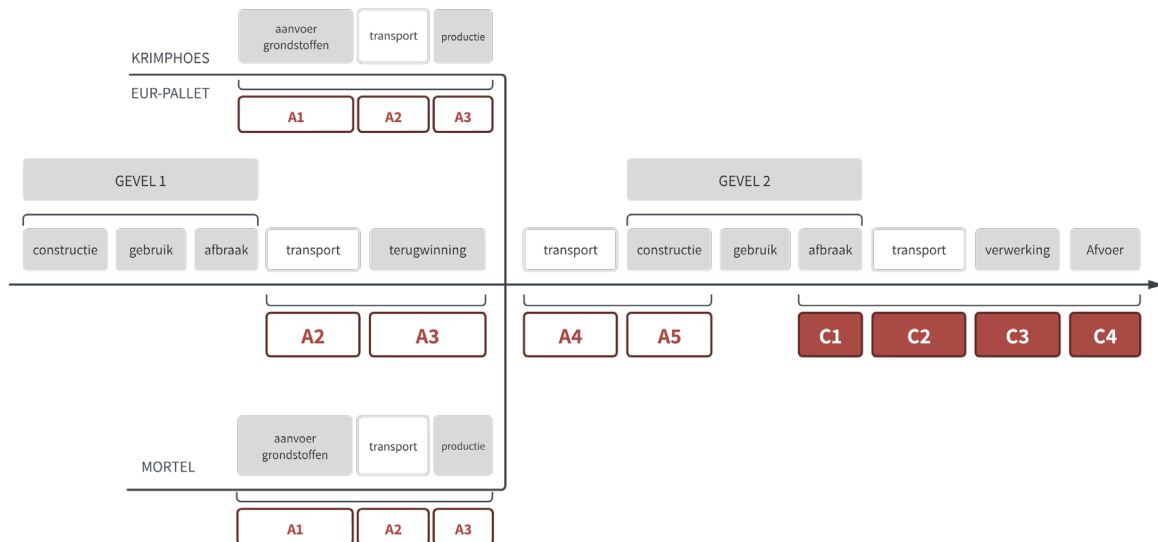 aanvoer
grondstoffen
transport
productie
KRIMPHOES
EUR-PALLET
A1
A2
A3
GEVEL 1
GEVEL 2
constructie
gebruik
afbraak
transport
terugwinning
transport
constructie
gebruik
afbraak
transport
verwerking
Afvoer
A2
A3
A4
A5
C1
C2
C3
C4
aanvoer
grondstoffen
transport
productie
MORTEL
A1
A2
A3